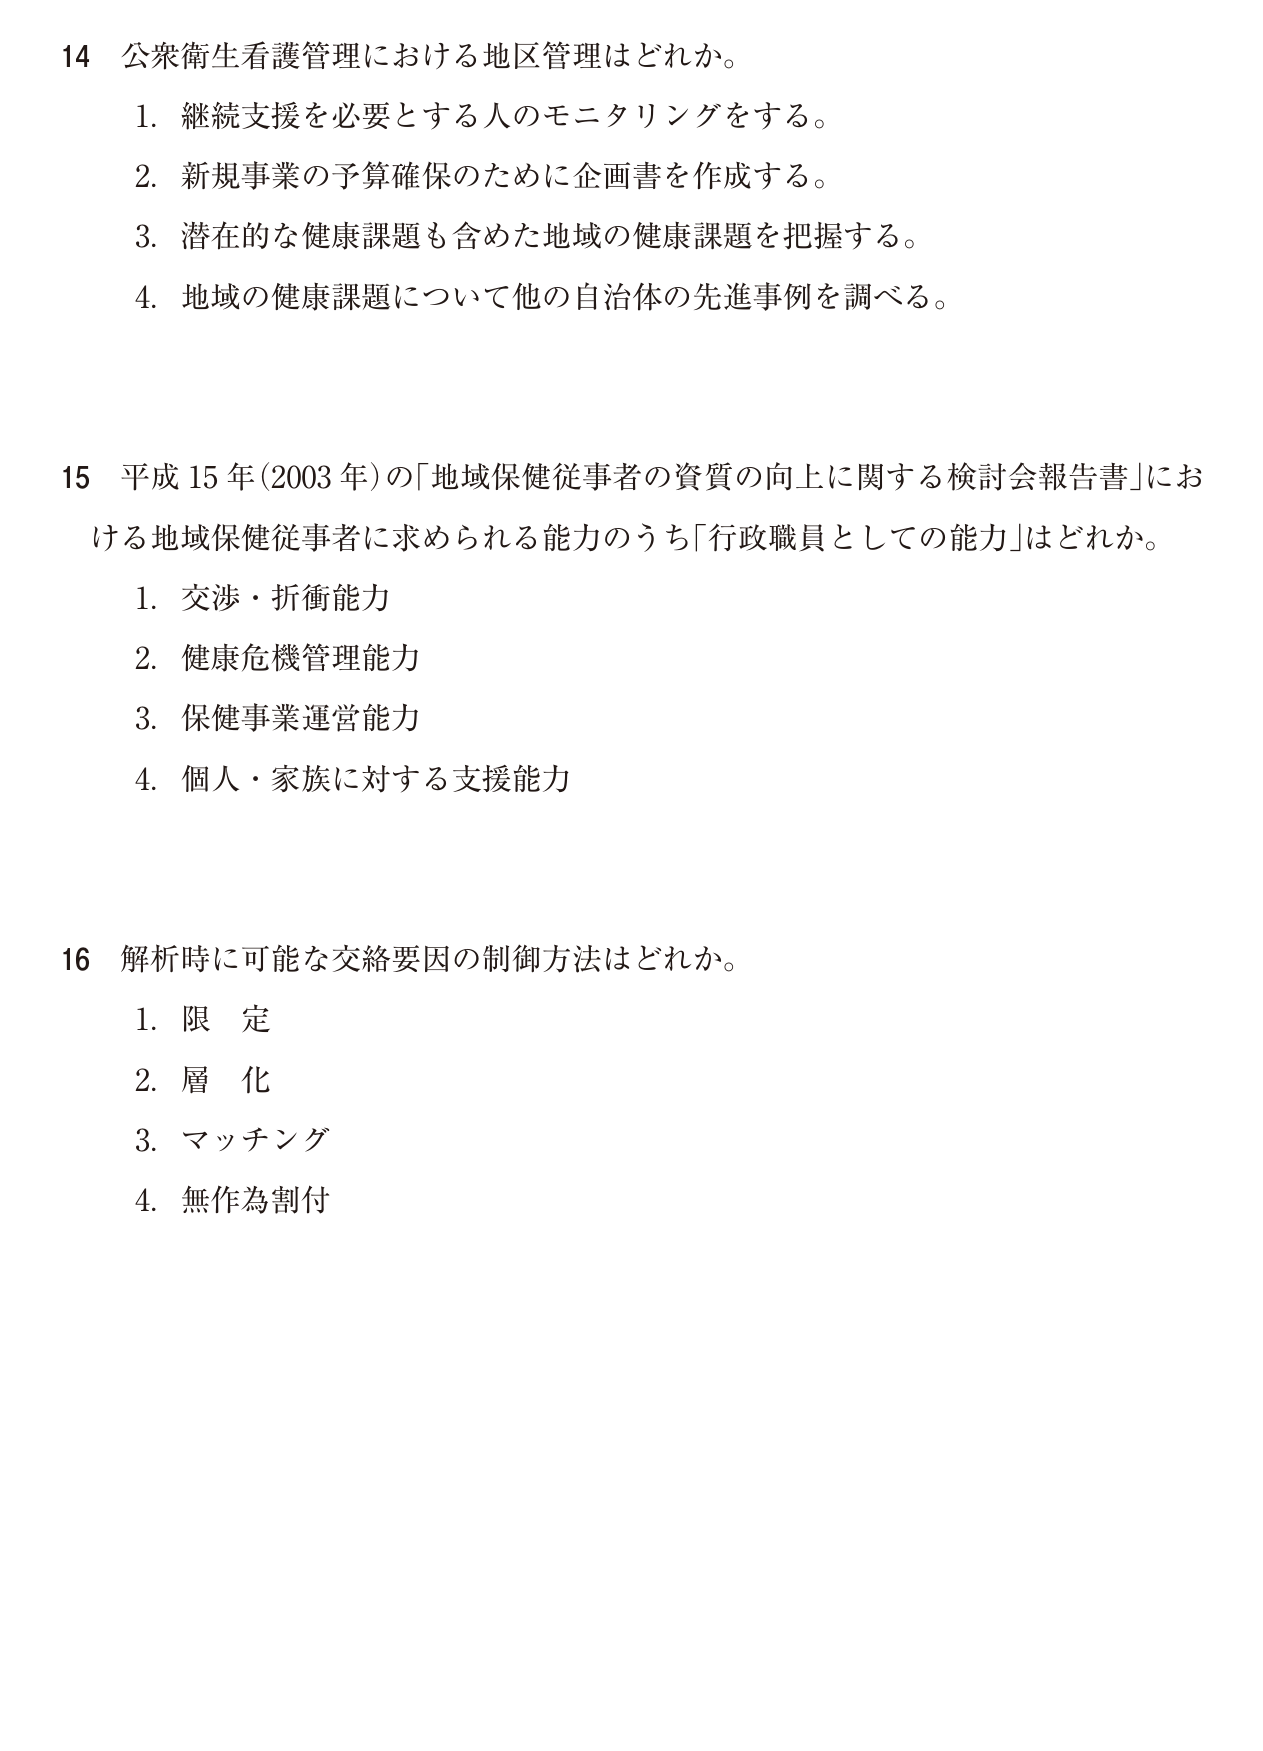 14 公衆衛生看護管理における地区管理はどれか。
1. 継続支援を必要とする人のモニタリングをする。
2. 新規事業の予算確保のために企画書を作成する。
3. 潜在的な健康課題も含めた地域の健康課題を把握する。
4. 地域の健康課題について他の自治体の先進事例を調べる。
15 平成 15 年(2003 年)の｢地域保健従事者の資質の向上に関する検討会報告書｣にお
ける地域保健従事者に求められる能力のうち｢行政職員としての能力｣はどれか。
1. 交渉・折衝能力
2. 健康危機管理能力
3. 保健事業運営能力
4. 個人・家族に対する支援能力
16 解析時に可能な交絡要因の制御方法はどれか。
1. 限　定
2. 層　化
3. マッチング
4. 無作為割付